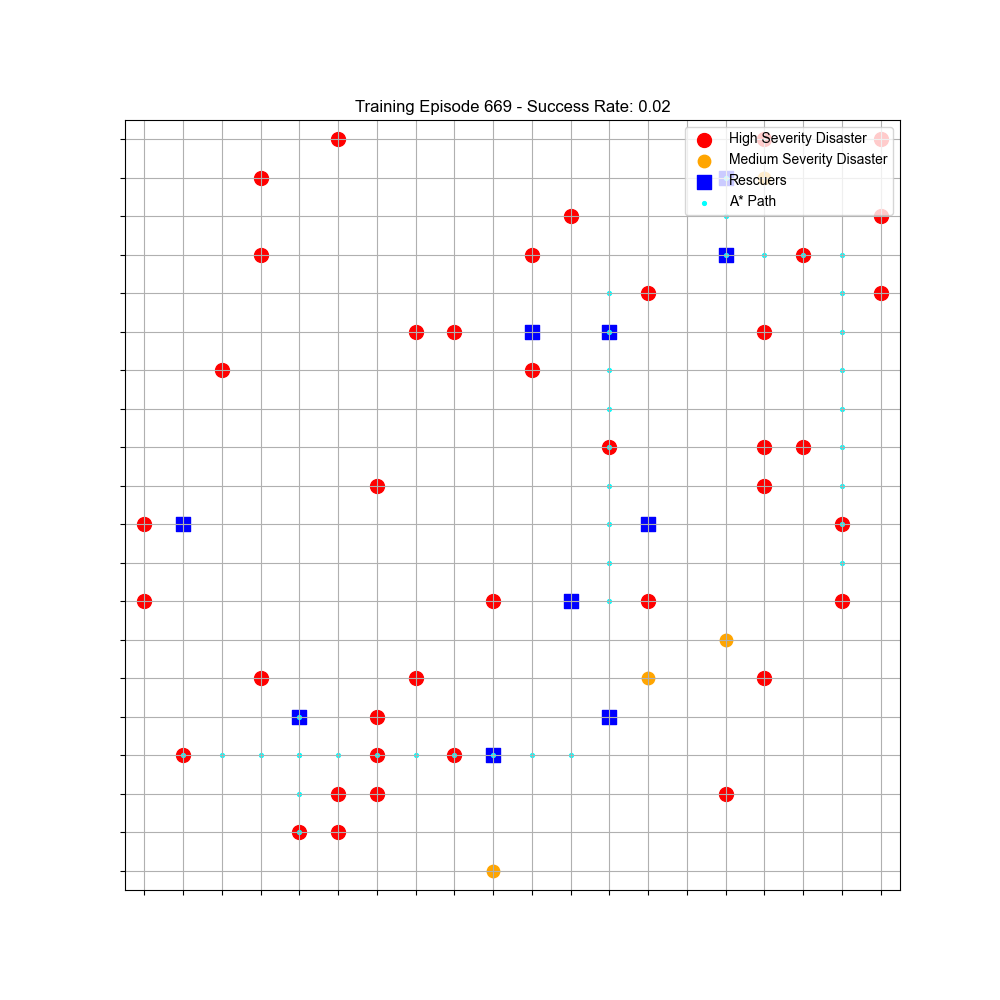 Training Episode 669 - Success Rate: 0.02
High Severity Disaster
Medium Severity Disaster
Rescuers
A* Path